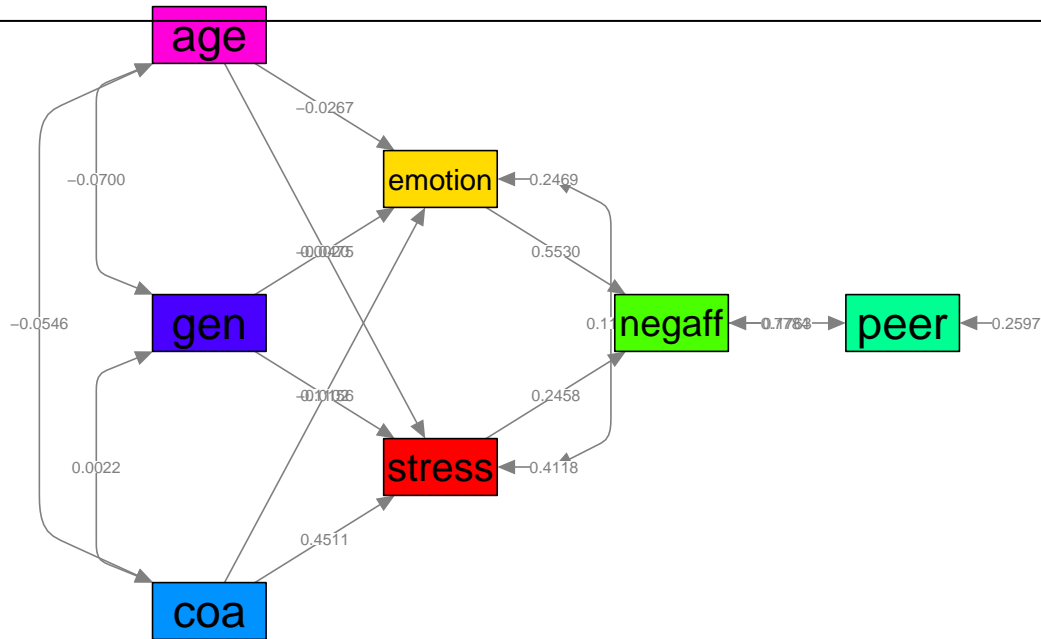 age
−0.0267
−0.0700
emotion
0.2469
0.5530
−0.0546
gen
negaff
peer
0.2597
0.2458
0.0022
stress
0.4118
0.4511
coa